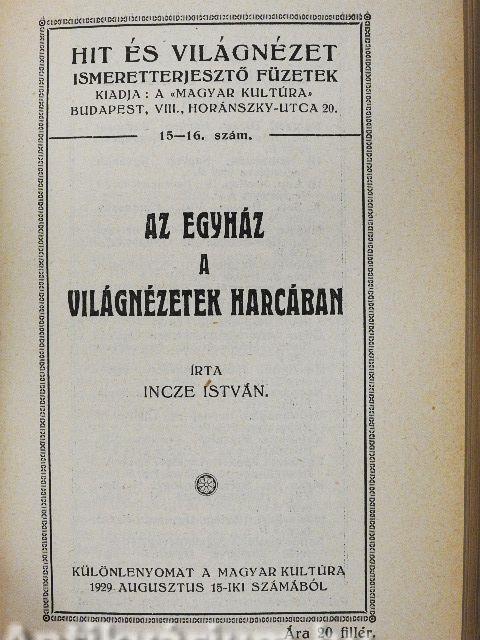 HIT ÉS VILÁGNÉZET
ISMERETTERJESZTŐ FÜZETEK
KIADJA: A «MAGYAR KULTÚRA»
BUDAPEST, VIII., HORÁNSZKY-UTCA 20.
15—16. szám.
AZ EGYHÁZ
A
VILÁGNÉZETEK HARCÁBAN
ÍRTA
INCZE ISTVÁN.
KÜLÖNLENYOMAT A MAGYAR KULTÚRA
1929. AUGUSZTUS 15-IKI SZÁMÁBÓL
Ára 20 fillér.